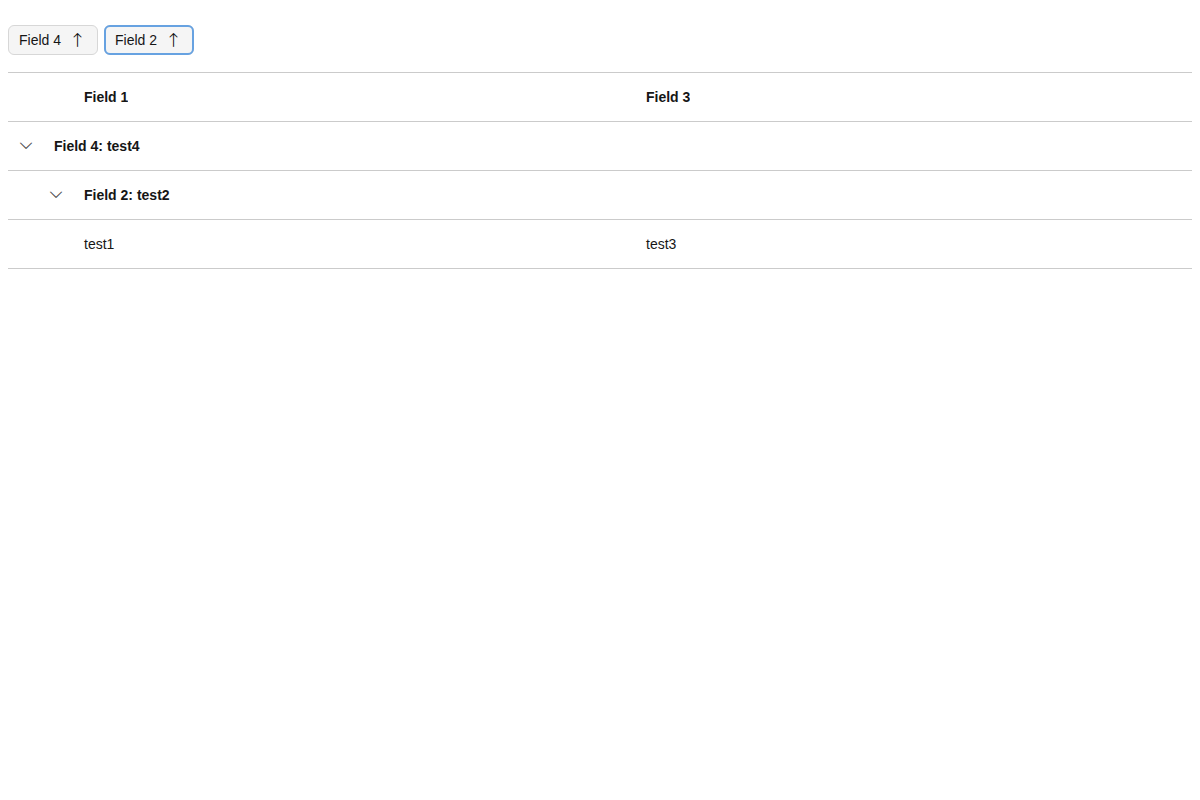 Field 4 ↑ Field 2 ↑
Field 1 Field 3
Field 4: test4
Field 2: test2
test1 test3